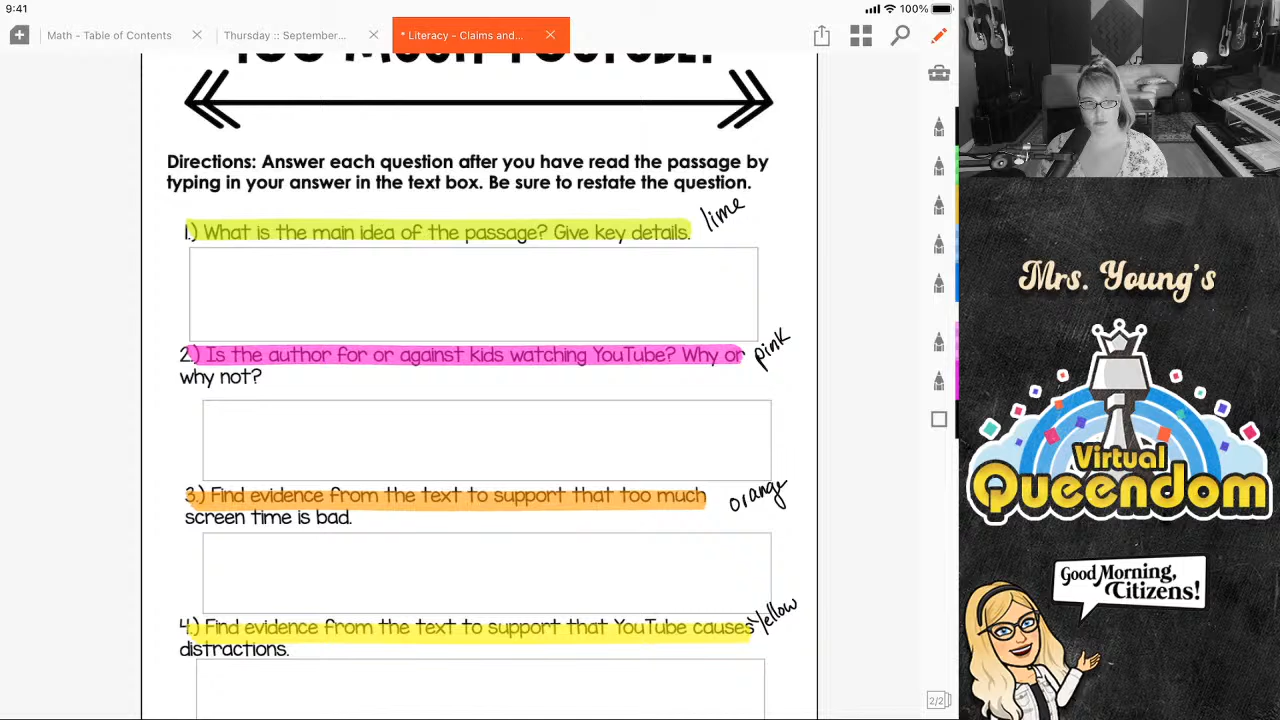 9:41
100%
Math - Table of Contents
Thursday :: September...
* Literacy - Claims and...
TOO MUCH YOUTUBE?
Directions: Answer each question after you have read the passage by
typing in your answer in the text box. Be sure to restate the question.
lime
1.) What is the main idea of the passage? Give key details.
pink
2.) Is the author for or against kids watching YouTube? Why or
why not?
orange
3.) Find evidence from the text to support that too much
screen time is bad.
Yellow
4.) Find evidence from the text to support that YouTube causes
distractions.
2/2
Mrs. Young's
Virtual
Queendom
Good Morning,
Citizens!